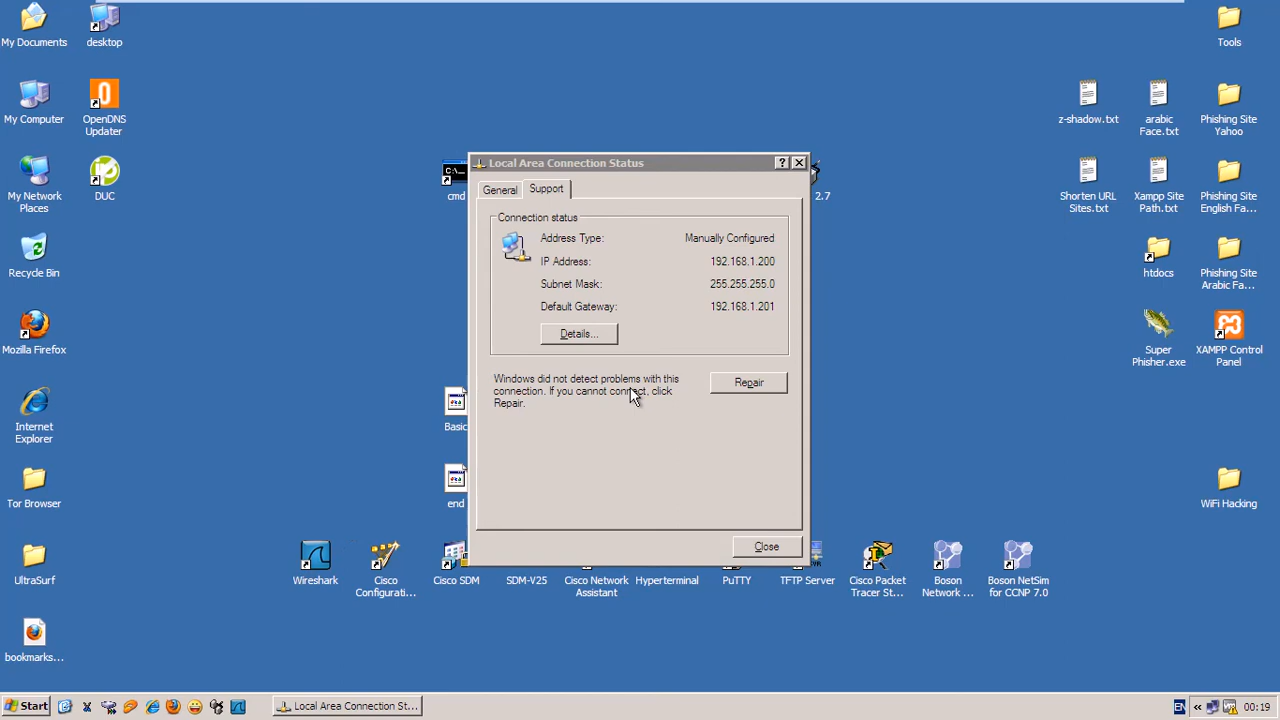 My Documents
desktop
Tools
My Computer
OpenDNS
Updater
z-shadow.txt
arabic
Face.txt
Phishing Site
Yahoo
Local Area Connection Status
General
Support
My Network
Places
DUC
cmd
2.7
Shorten URL
Sites.txt
Xampp Site
Path.txt
Phishing Site
English Fa...
Connection status
Address Type: Manually Configured
IP Address: 192.168.1.200
Subnet Mask: 255.255.255.0
Default Gateway: 192.168.1.201
Details...
Recycle Bin
htdocs
Phishing Site
Arabic Fa...
Mozilla Firefox
Super
Phisher.exe
XAMPP Control
Panel
Windows did not detect problems with this
connection. If you cannot connect, click
Repair.
Repair
Internet
Explorer
Basic
Tor Browser
end
WiFi Hacking
Close
UltraSurf
Wireshark
Cisco
Configurati...
Cisco SDM
SDM-V25
Cisco Network
Assistant
Hyperterminal
PuTTY
TFTP Server
Cisco Packet
Tracer St...
Boson
Network ...
Boson NetSim
for CCNP 7.0
bookmarks...
Start
Local Area Connection St...
EN
00:19